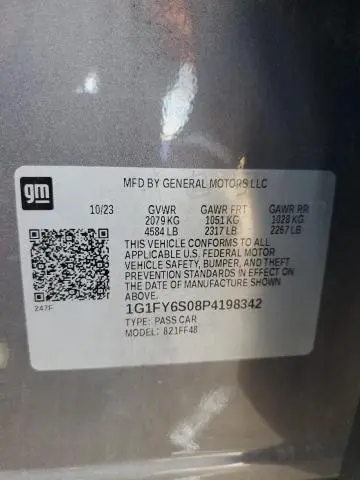 gm
MFD BY GENERAL MOTORS LLC
10/23 GVWR GAWR FRT GAWR RR
2079 KG 1051 KG 1028 KG
4584 LB 2317 LB 2267 LB
THIS VEHICLE CONFORMS TO ALL
APPLICABLE U.S. FEDERAL MOTOR
VEHICLE SAFETY, BUMPER, AND THEFT
PREVENTION STANDARDS IN EFFECT ON
THE DATE OF MANUFACTURE SHOWN
ABOVE.
247F
1G1FY6S08P4198342
TYPE: PASS CAR
MODEL: 821FF48